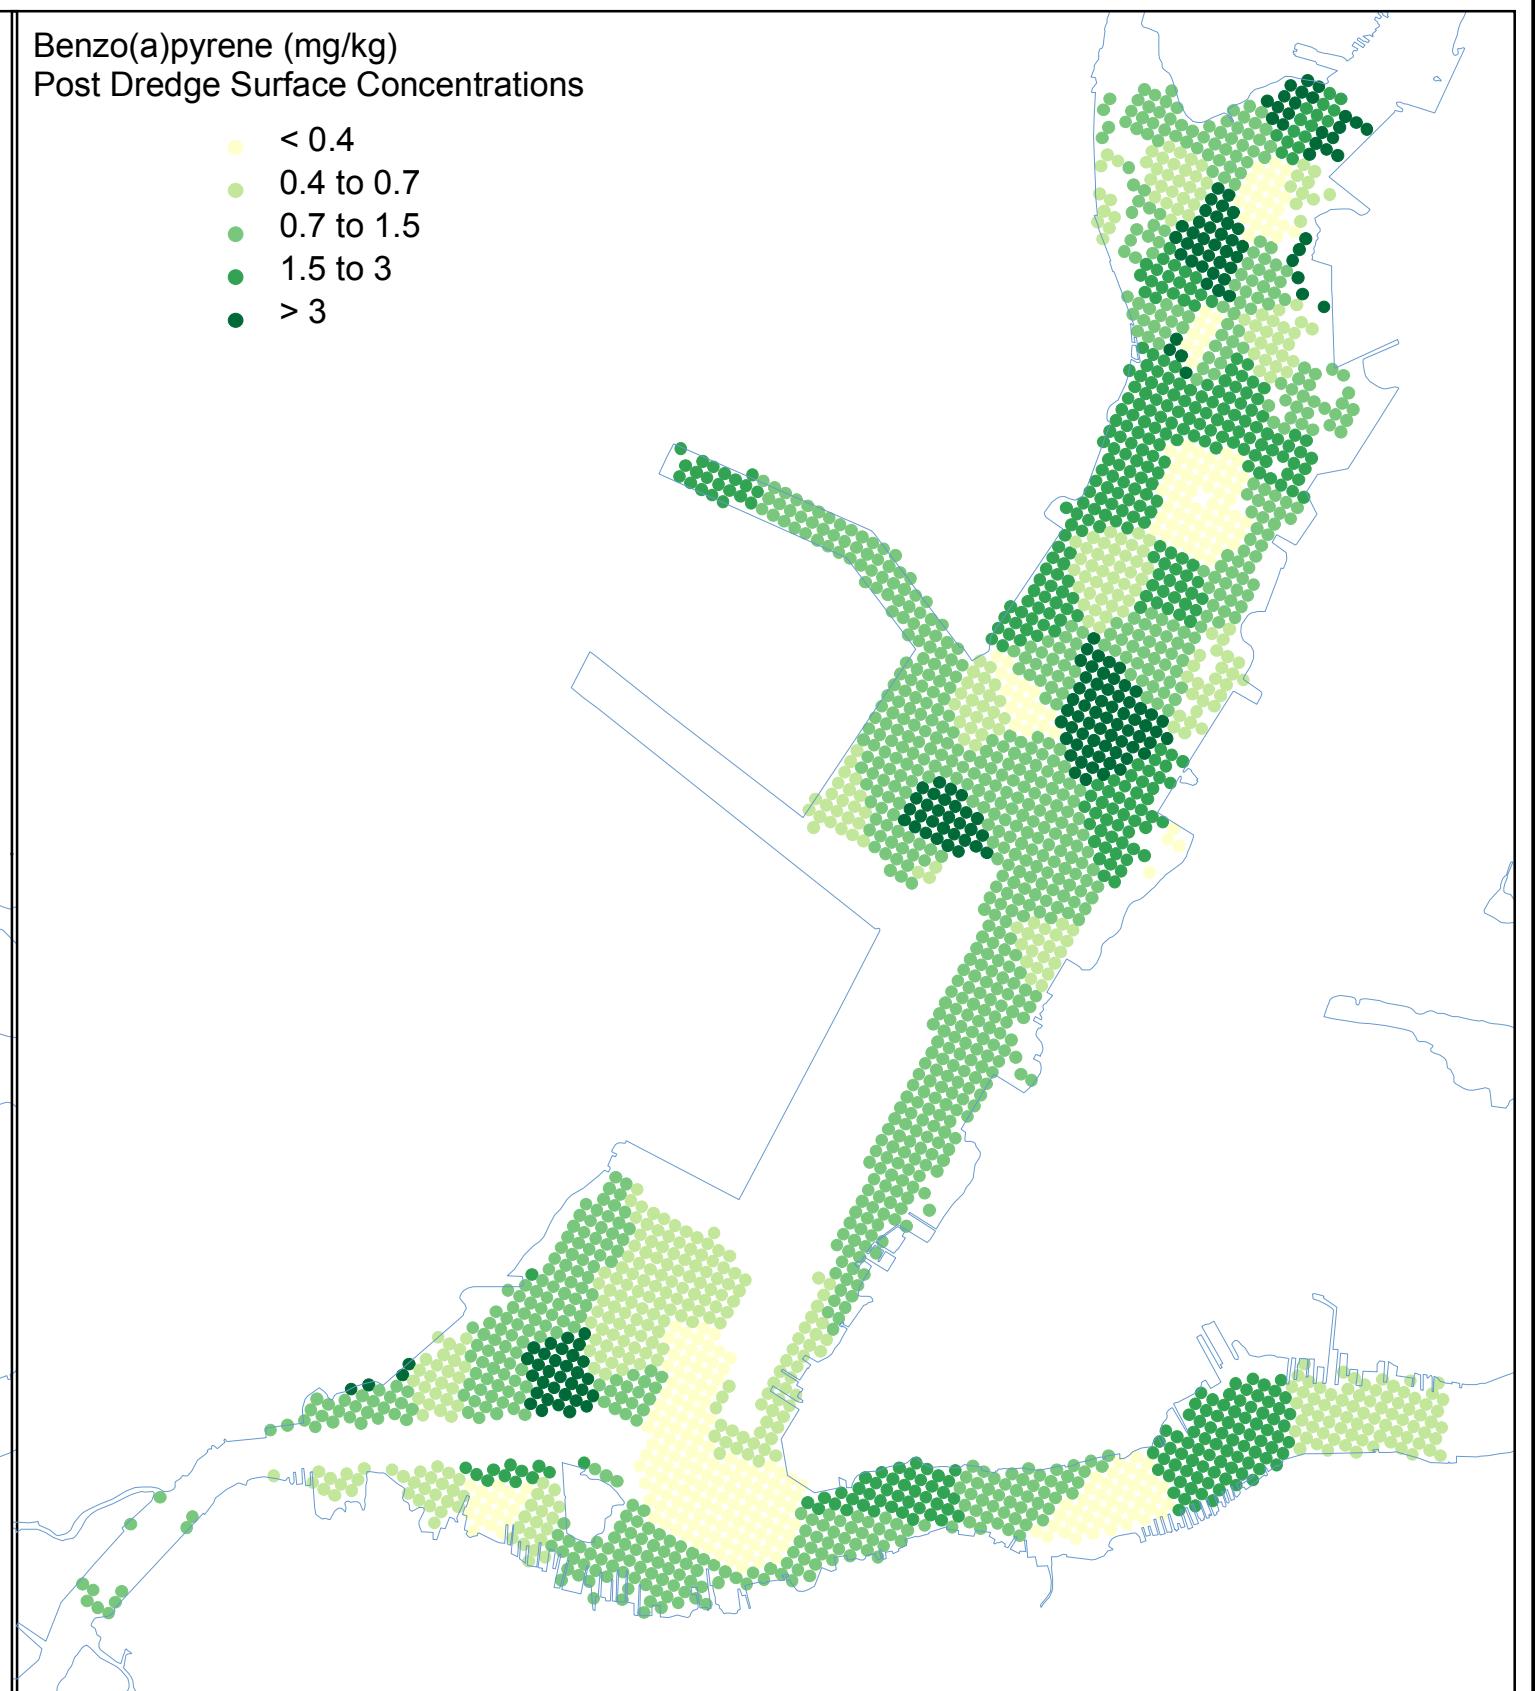 Benzo(a)pyrene (mg/kg)
Post Dredge Surface Concentrations
< 0.4
0.4 to 0.7
0.7 to 1.5
1.5 to 3
> 3